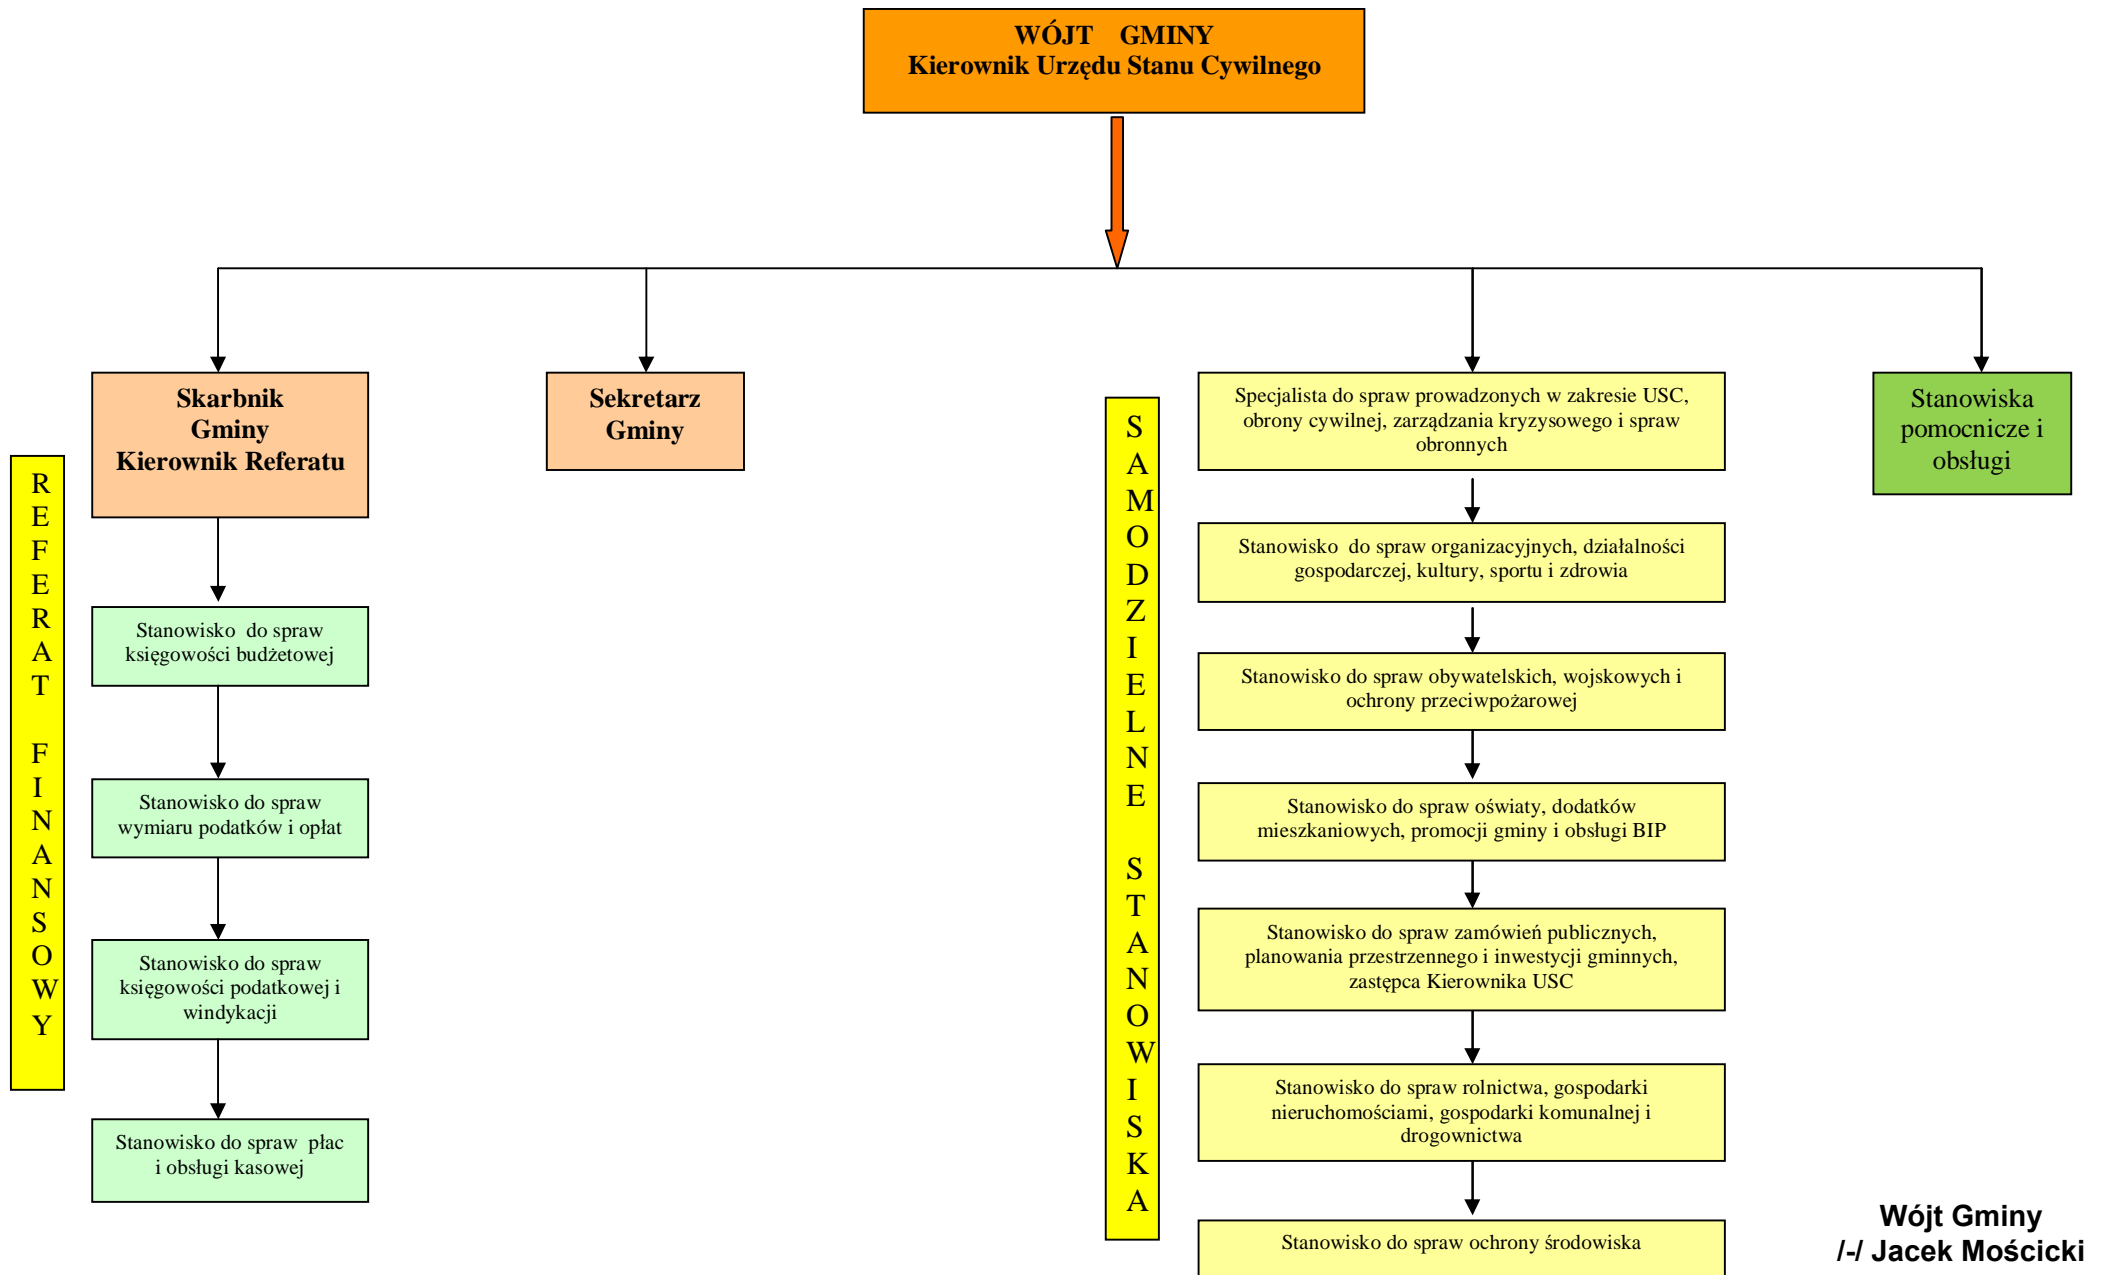 WÓJT GMINY
Kierownik Urzędu Stanu Cywilnego
Skarbnik
Gminy
Kierownik Referatu
Sekretarz
Gminy
Specjalista do spraw prowadzonych w zakresie USC,
obrony cywilnej, zarządzania kryzysowego i spraw
obronnych
Stanowiska
pomocnicze i
obsługi
REFERAT FINANSOWY
Stanowisko do spraw
księgowości budżetowej
Stanowisko do spraw
wymiaru podatków i opłat
Stanowisko do spraw
księgowości podatkowej i
windykacji
Stanowisko do spraw płac
i obsługi kasowej
SAMODZIELNE STANOWISKA
Stanowisko do spraw organizacyjnych, działalności
gospodarczej, kultury, sportu i zdrowia
Stanowisko do spraw obywatelskich, wojskowych i
ochrony przeciwpożarowej
Stanowisko do spraw oświaty, dodatków
mieszkaniowych, promocji gminy i obsługi BIP
Stanowisko do spraw zamówień publicznych,
planowania przestrzennego i inwestycji gminnych,
zastępca Kierownika USC
Stanowisko do spraw rolnictwa, gospodarki
nieruchomościami, gospodarki komunalnej i
drogownictwa
Stanowisko do spraw ochrony środowiska
Wójt Gminy
/-/ Jacek Mościcki